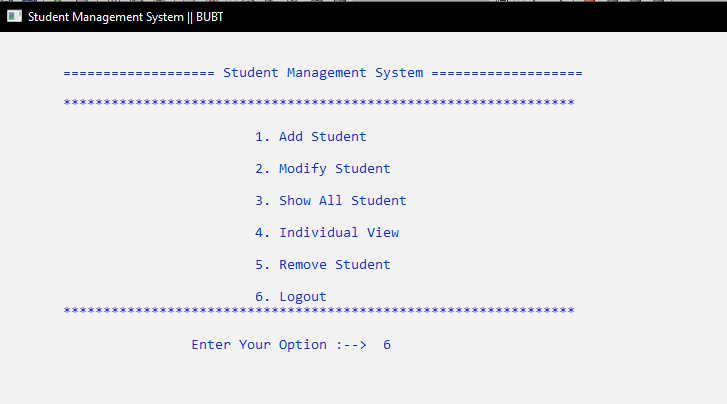 Student Management System || BUBT
=================== Student Management System ===================
****************************************************************
1. Add Student
2. Modify Student
3. Show All Student
4. Individual View
5. Remove Student
6. Logout
****************************************************************
Enter Your Option :--> 6